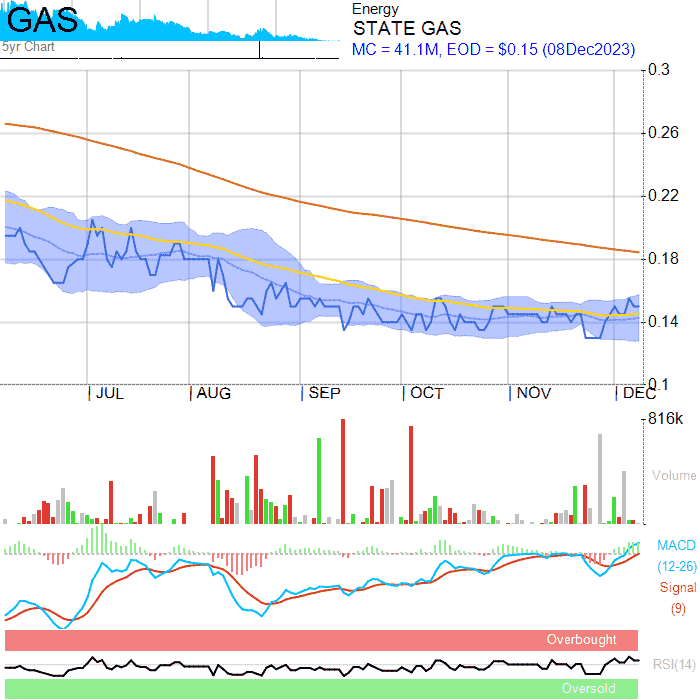 GAS
5yr Chart
Energy
STATE GAS
MC = 41.1M, EOD = $0.15 (08Dec2023)
0.3
0.26
0.22
0.18
0.14
0.1
JUL AUG SEP OCT NOV DEC
816k
Volume
MACD
(12-26)
Signal
(9)
Overbought
RSI(14)
Oversold